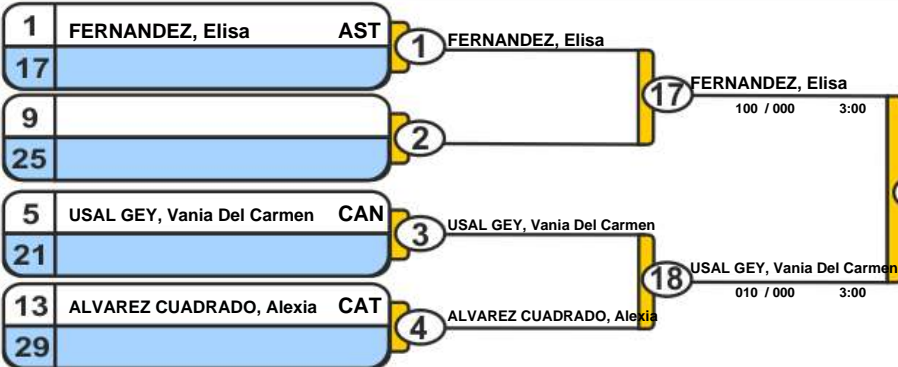 1 FERNANDEZ, Elisa AST
17
1 FERNANDEZ, Elisa
9
25
2
17 FERNANDEZ, Elisa
100 / 000 3:00
5 USAL GEY, Vania Del Carmen CAN
21
3 USAL GEY, Vania Del Carmen
13 ALVAREZ CUADRADO, Alexia CAT
29
4 ALVAREZ CUADRADO, Alexia
18 USAL GEY, Vania Del Carmen
010 / 000 3:00